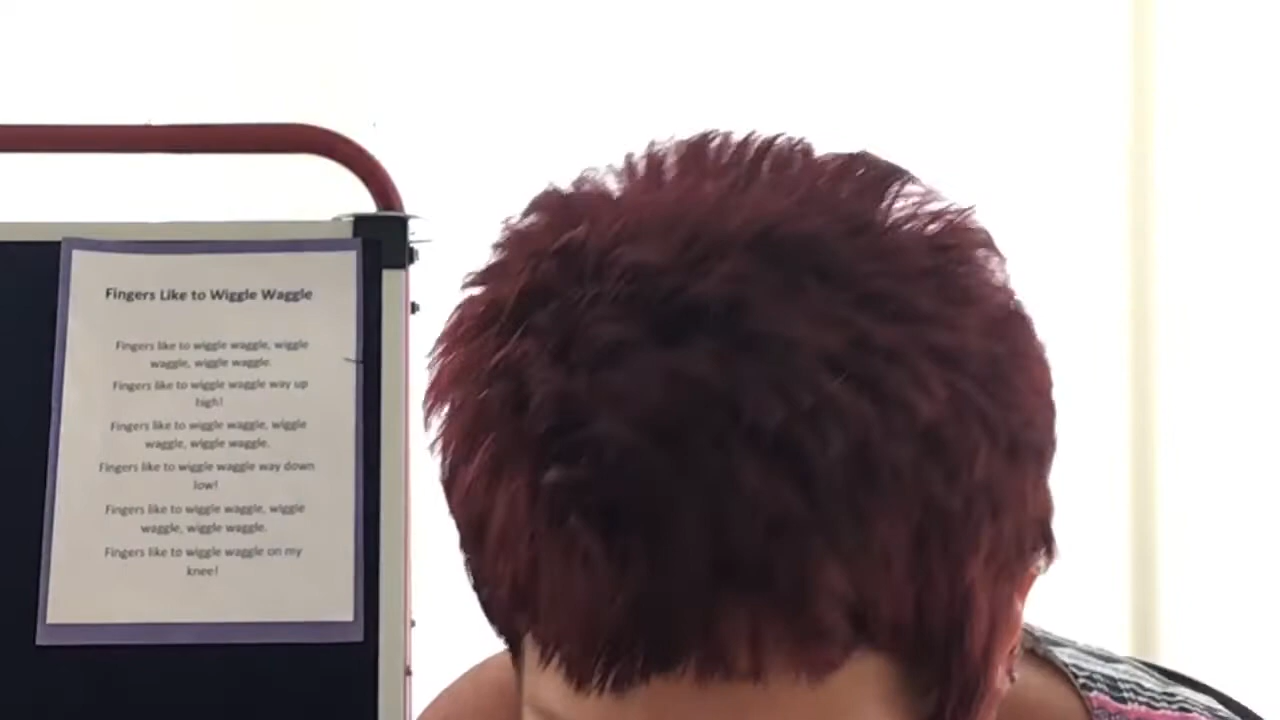 Fingers Like to Wiggle Waggle
Fingers like to wiggle waggle, wiggle
waggle, wiggle waggle.
Fingers like to wiggle waggle way up
high!
Fingers like to wiggle waggle, wiggle
waggle, wiggle waggle.
Fingers like to wiggle waggle way down
low!
Fingers like to wiggle waggle, wiggle
waggle, wiggle waggle.
Fingers like to wiggle waggle on my
knee!